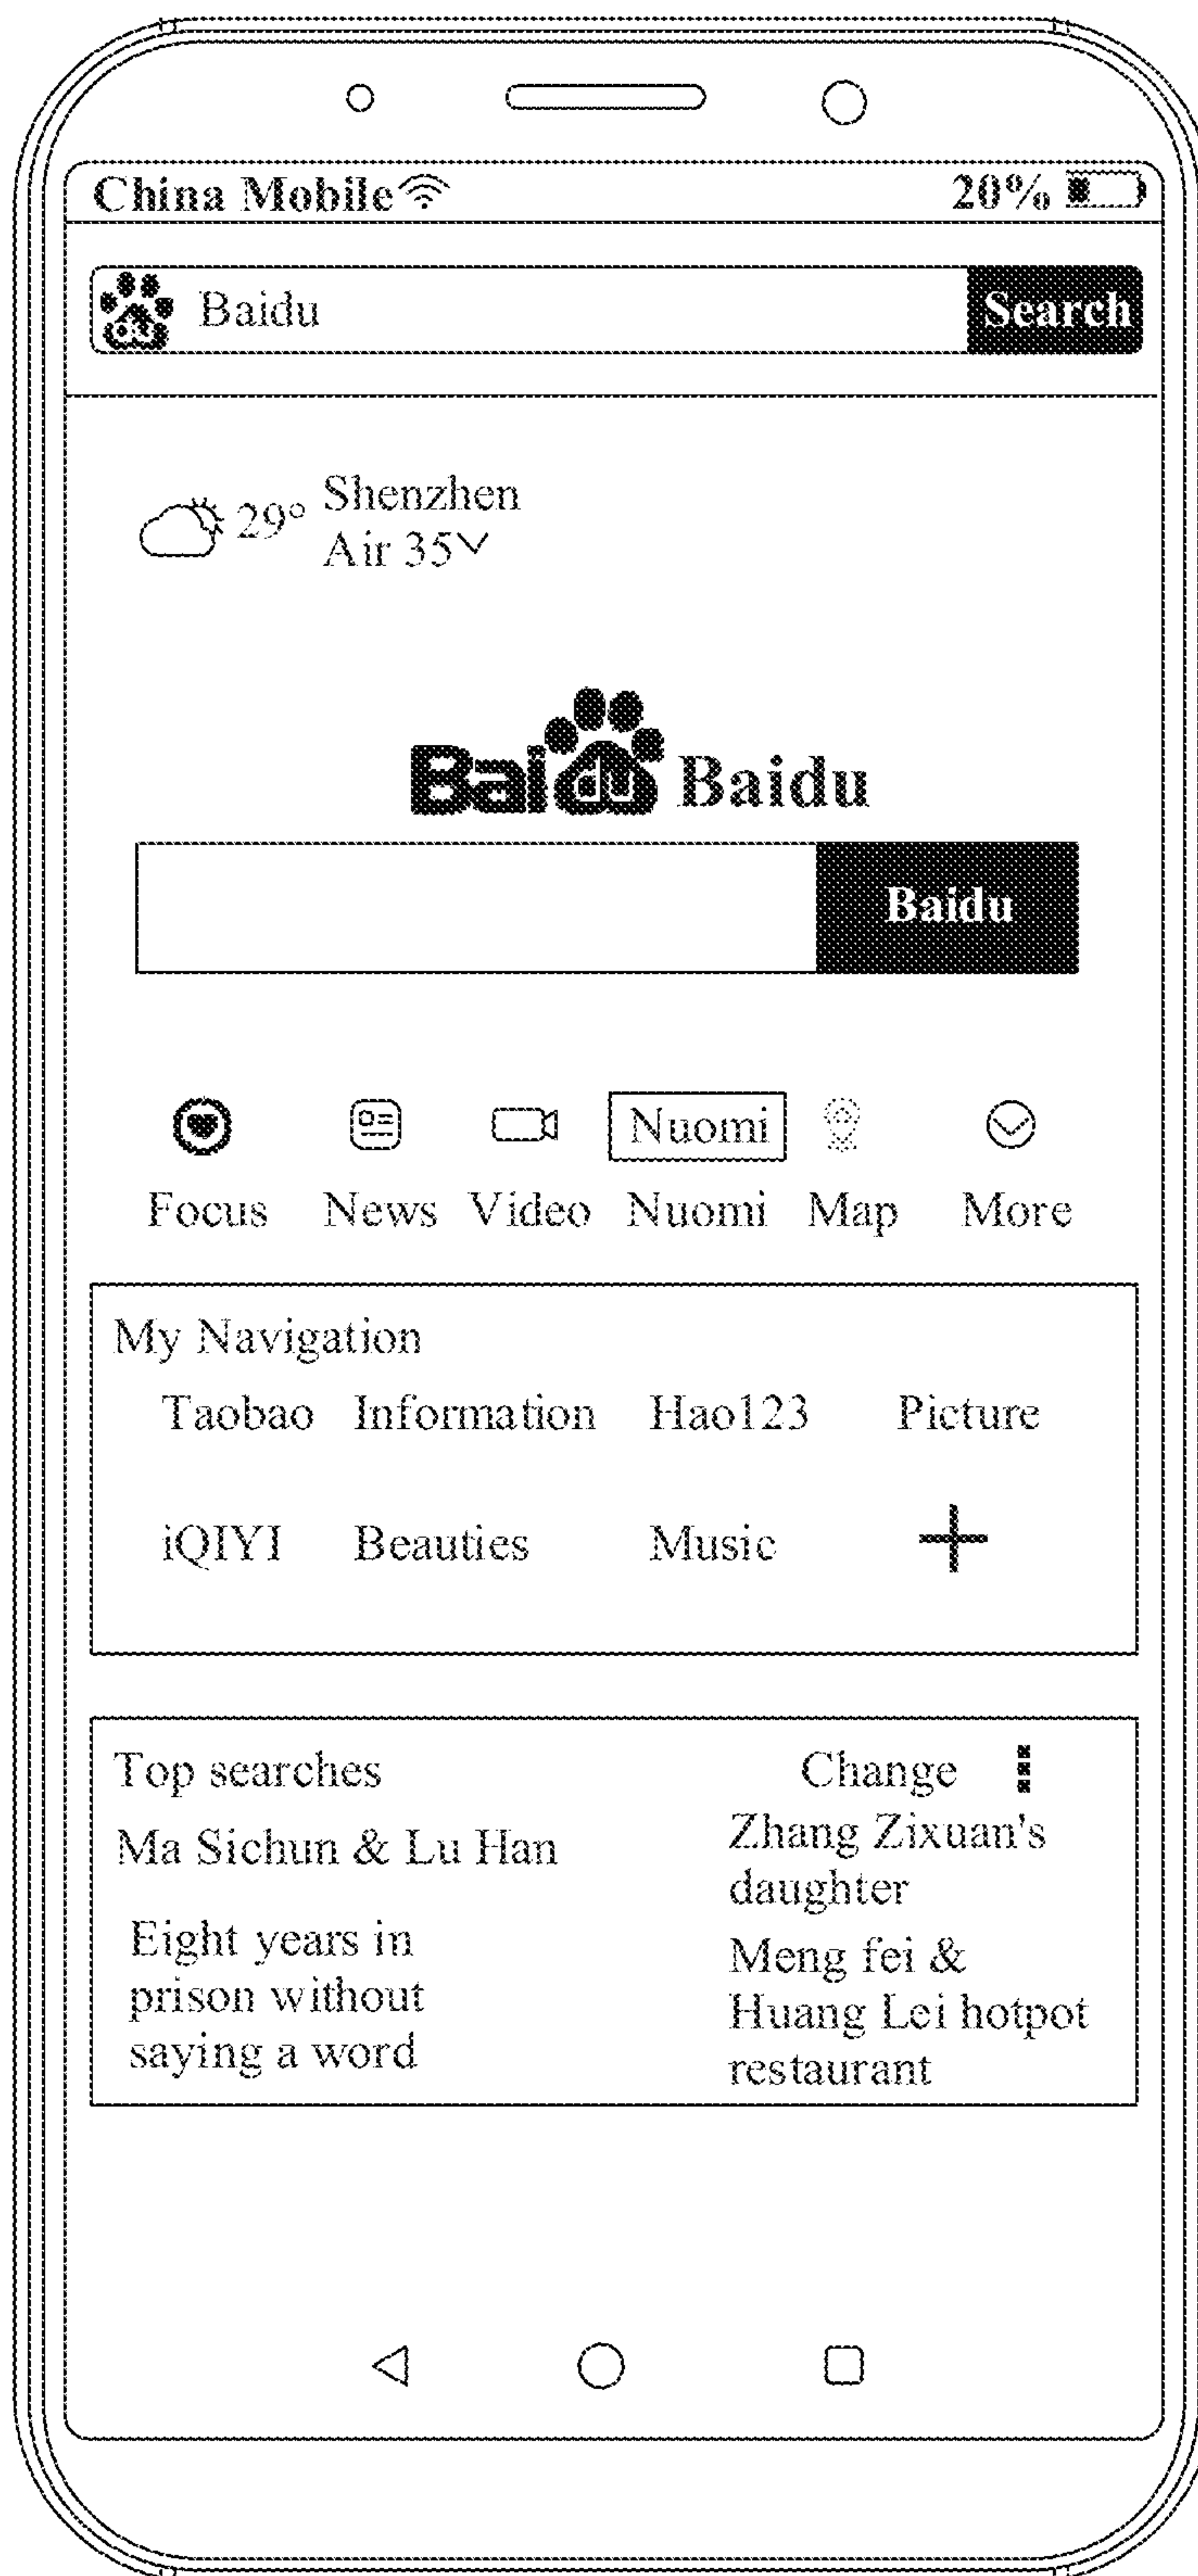 China Mobile 20%
du Baidu Search
29° Shenzhen
Air 35
Baidu Baidu
Baidu
Nuomi
Focus News Video Nuomi Map More
My Navigation
Taobao Information Hao123 Picture
iQIYI Beauties Music
Top searches Change
Ma Sichun & Lu Han
Zhang Zixuan's
daughter
Eight years in
prison without
saying a word
Meng fei &
Huang Lei hotpot
restaurant